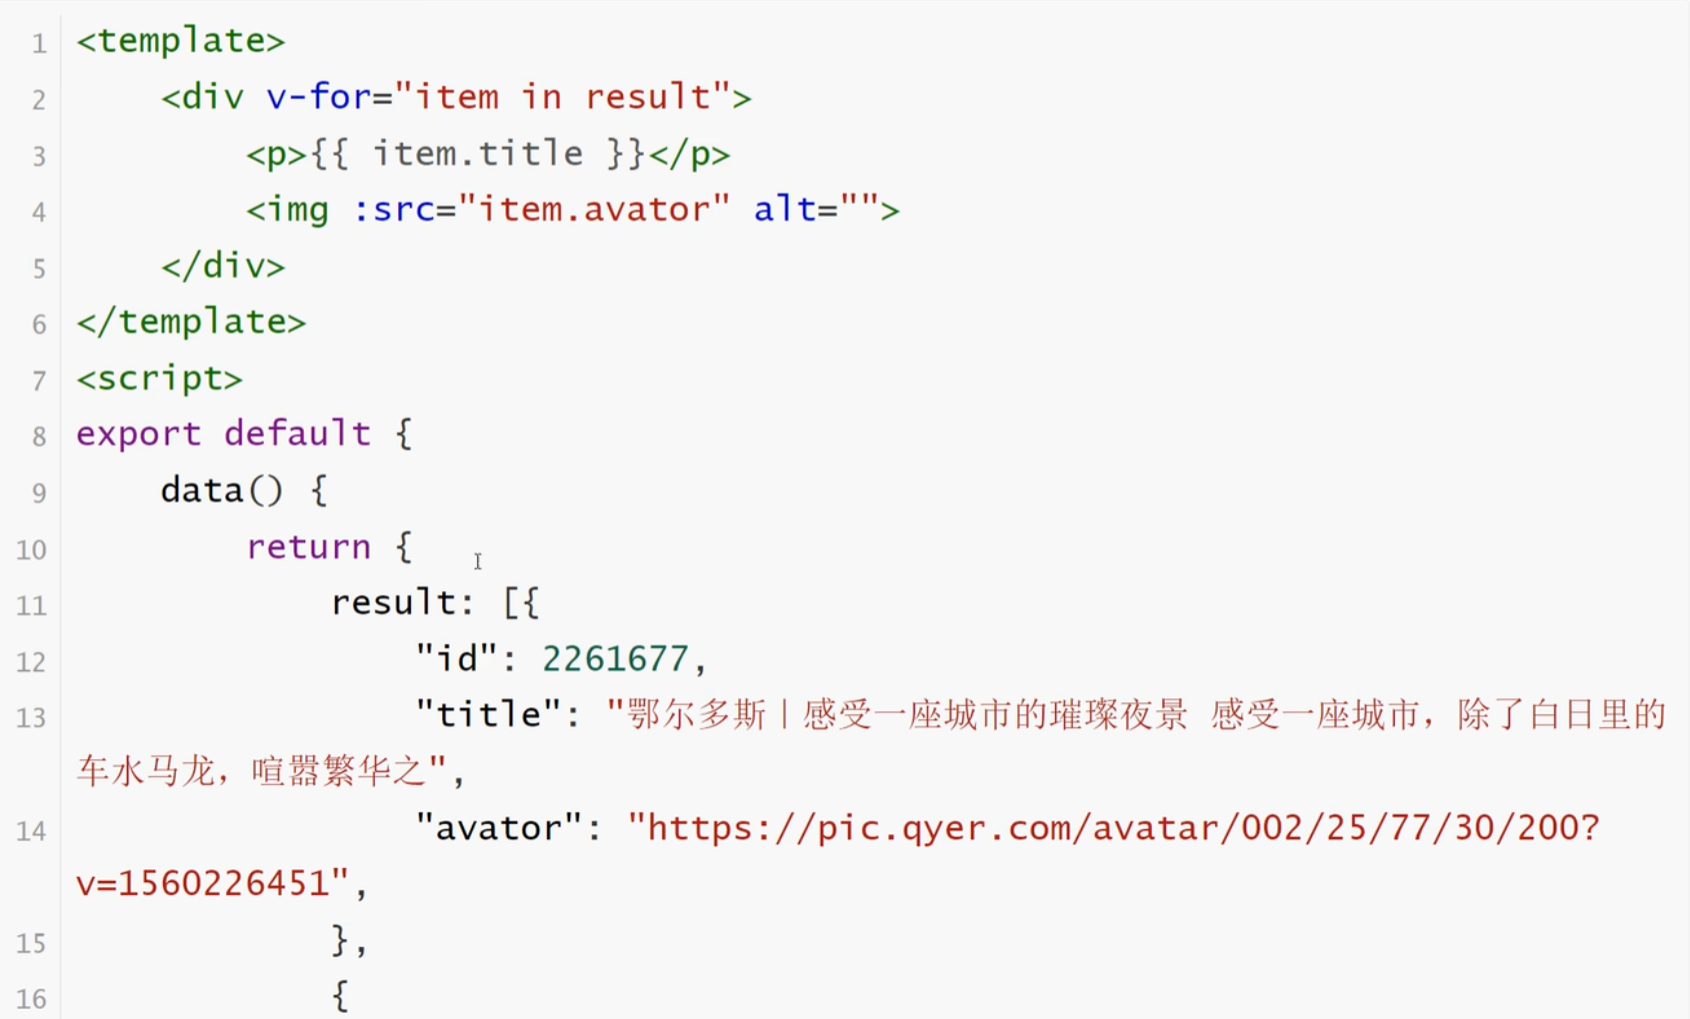 1 <template>
2 <div v-for="item in result">
3 <p>{{ item.title }}</p>
4 <img :src="item.avator" alt="">
5 </div>
6 </template>
7 <script>
8 export default {
9 data() {
10 return {
11 result: [{
12 "id": 2261677,
13 "title": "鄂尔多斯丨感受一座城市的璀璨夜景 感受一座城市，除了白日里的
车水马龙，喧嚣繁华之",
14 "avator": "https://pic.qyer.com/avatar/002/25/77/30/200?
v=1560226451",
15 },
16 {